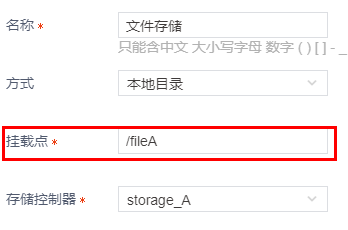 名称 * 文件存储
只能含中文 大小写字母 数字 ( ) [ ] - _
方式 本地目录
挂载点 * /fileA
存储控制器 * storage_A